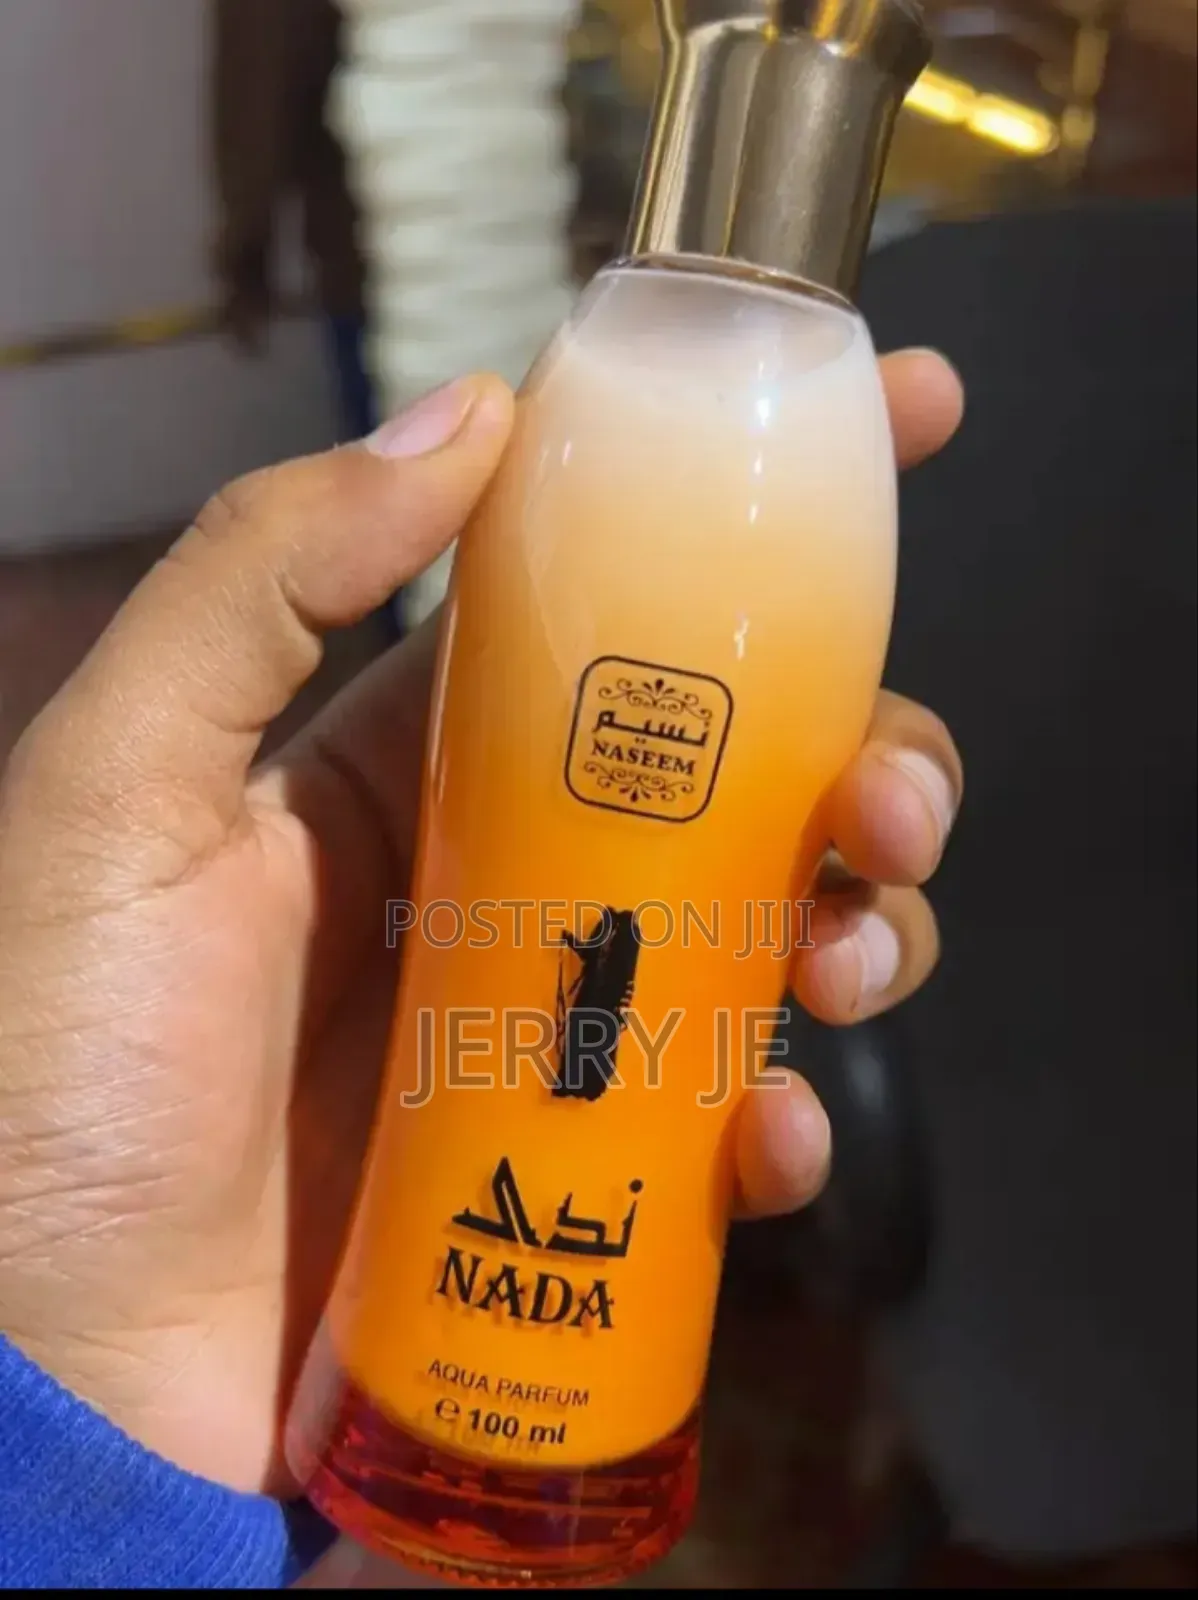 نسيم
NASEEM
POSTED ON JIJI
JERRY JE
ندى
NADA
AQUA PARFUM
e 100 ml